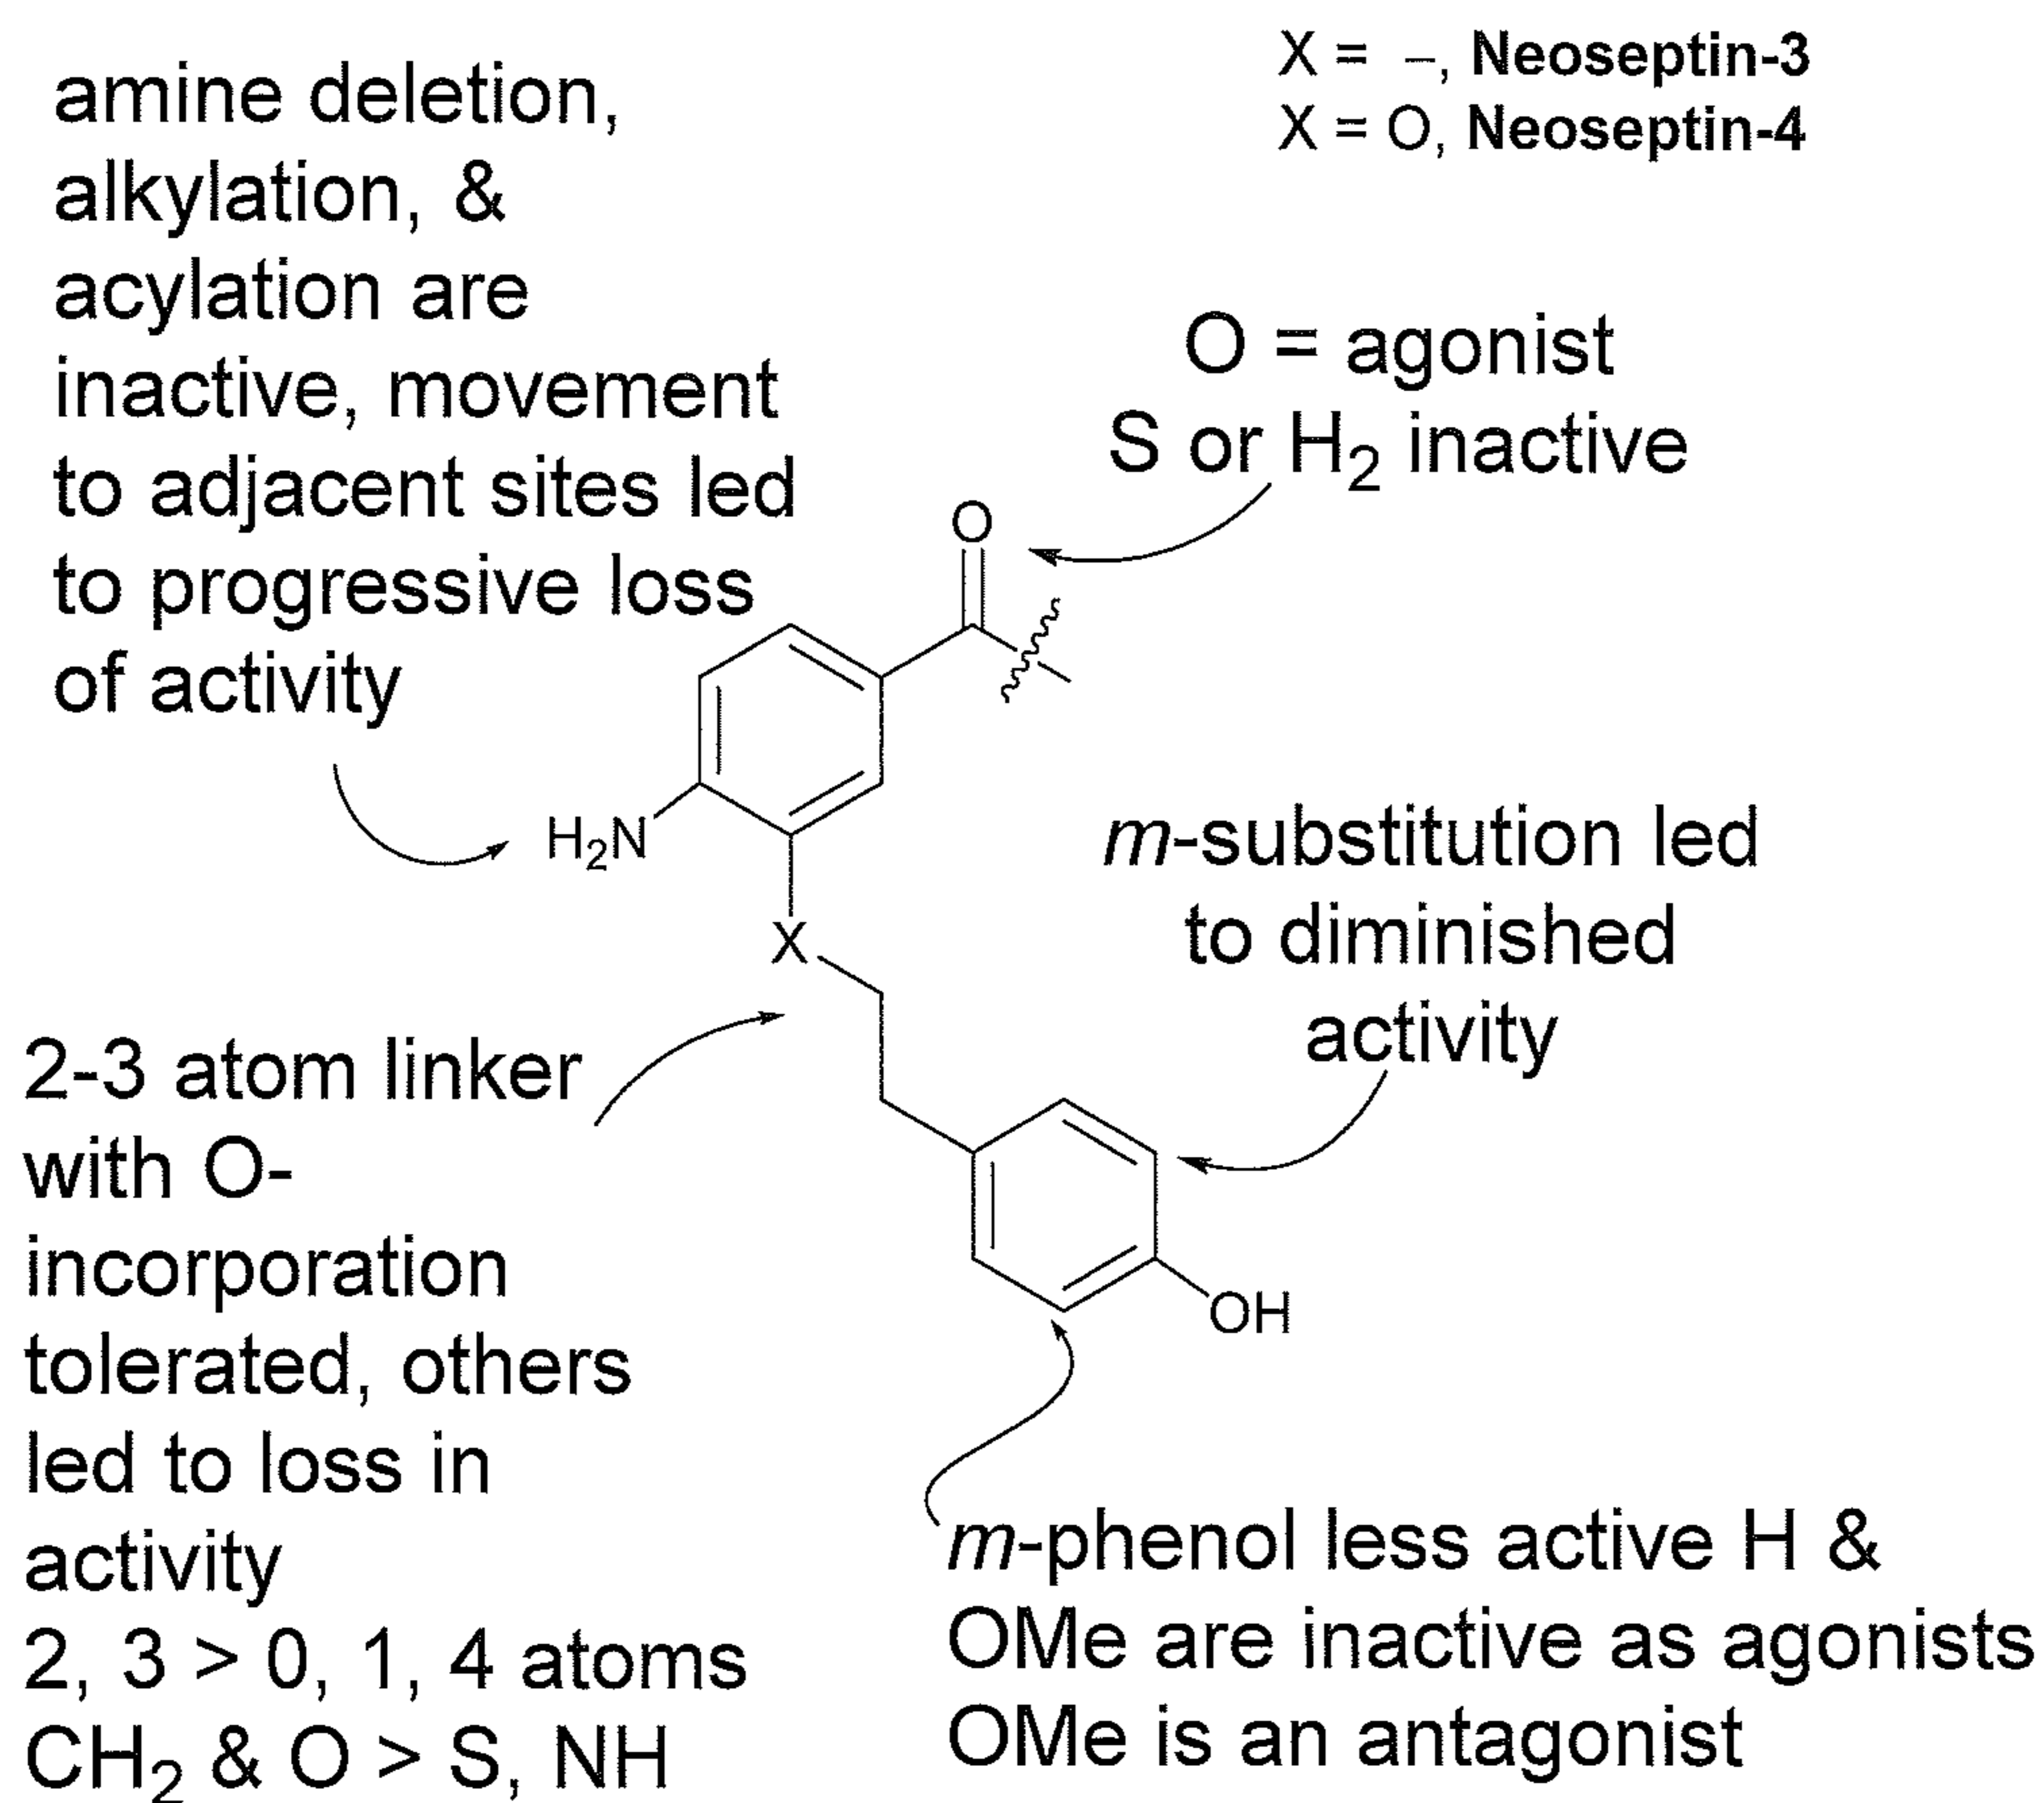 X = –, Neoseptin-3
X = O, Neoseptin-4
amine deletion,
alkylation, &
acylation are
inactive, movement
to adjacent sites led
to progressive loss
of activity
O = agonist
S or H₂ inactive
O
H₂N
X
m-substitution led
to diminished
activity
2-3 atom linker
with O-
incorporation
tolerated, others
led to loss in
activity
2, 3 > 0, 1, 4 atoms
CH₂ & O > S, NH
OH
m-phenol less active H &
OMe are inactive as agonists
OMe is an antagonist